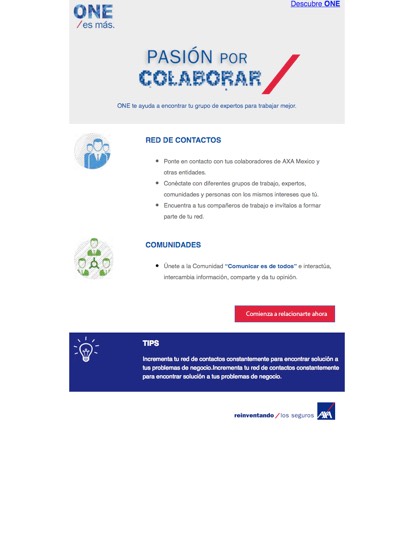 ONE
/es más.
Descubre ONE
PASIÓN POR
COLABORAR
ONE te ayuda a encontrar tu grupo de expertos para trabajar mejor.
RED DE CONTACTOS
Ponte en contacto con tus colaboradores de AXA Mexico y
otras entidades.
Conéctate con diferentes grupos de trabajo, expertos,
comunidades y personas con los mismos intereses que tú.
Encuentra a tus compañeros de trabajo e invítalos a formar
parte de tu red.
COMUNIDADES
Únete a la Comunidad "Comunicar es de todos" e interactúa,
intercambia información, comparte y da tu opinión.
Comienza a relacionarte ahora
TIPS
Incrementa tu red de contactos constantemente para encontrar solución a
tus problemas de negocio.Incrementa tu red de contactos constantemente
para encontrar solución a tus problemas de negocio.
reinventando / los seguros
AXA